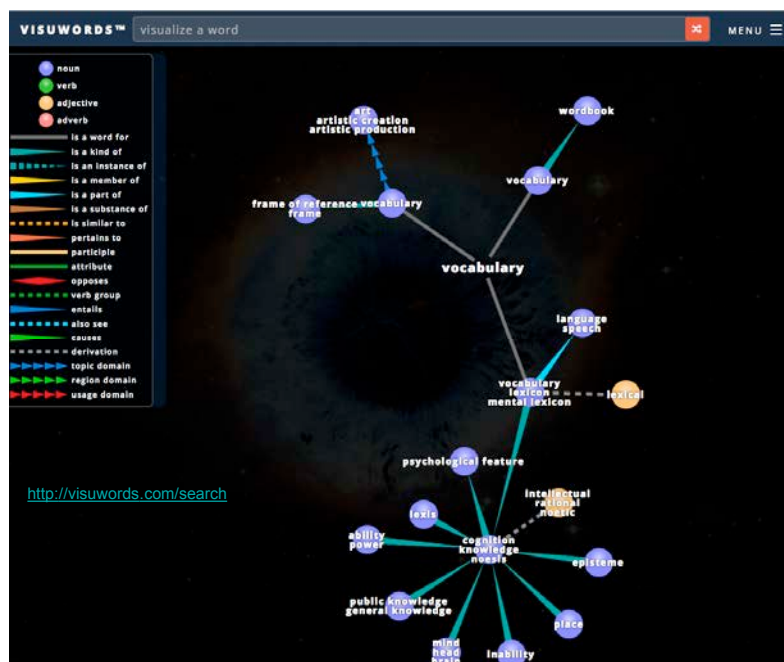 VISUWORDS™
visualize a word
MENU
noun
verb
adjective
adverb
is a word for
is a kind of
is an instance of
is a member of
is a part of
is a substance of
is similar to
pertains to
participle
attribute
opposes
verb group
entails
also see
causes
derivation
topic domain
region domain
usage domain
art
artistic creation
artistic production
wordbook
vocabulary
frame of reference
frame
vocabulary
vocabulary
language
speech
vocabulary
lexicon
mental lexicon
lexical
psychological feature
http://visuwords.com/search
intellectual
rational
noetic
lexis
ability
power
cognition
knowledge
noesis
episteme
public knowledge
general knowledge
place
mind
head
brain
inability